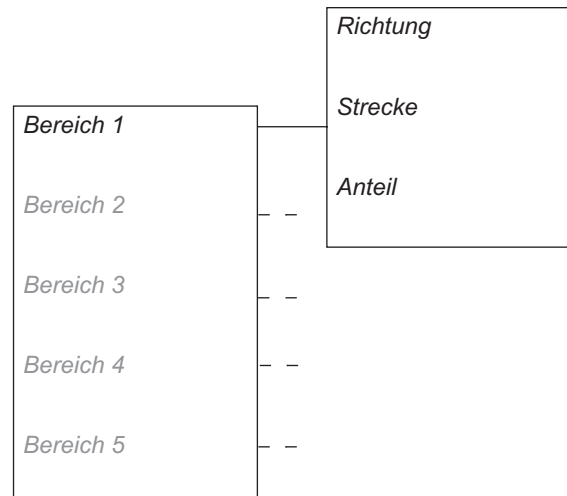 Richtung
Strecke
Anteil
Bereich 1
Bereich 2
Bereich 3
Bereich 4
Bereich 5